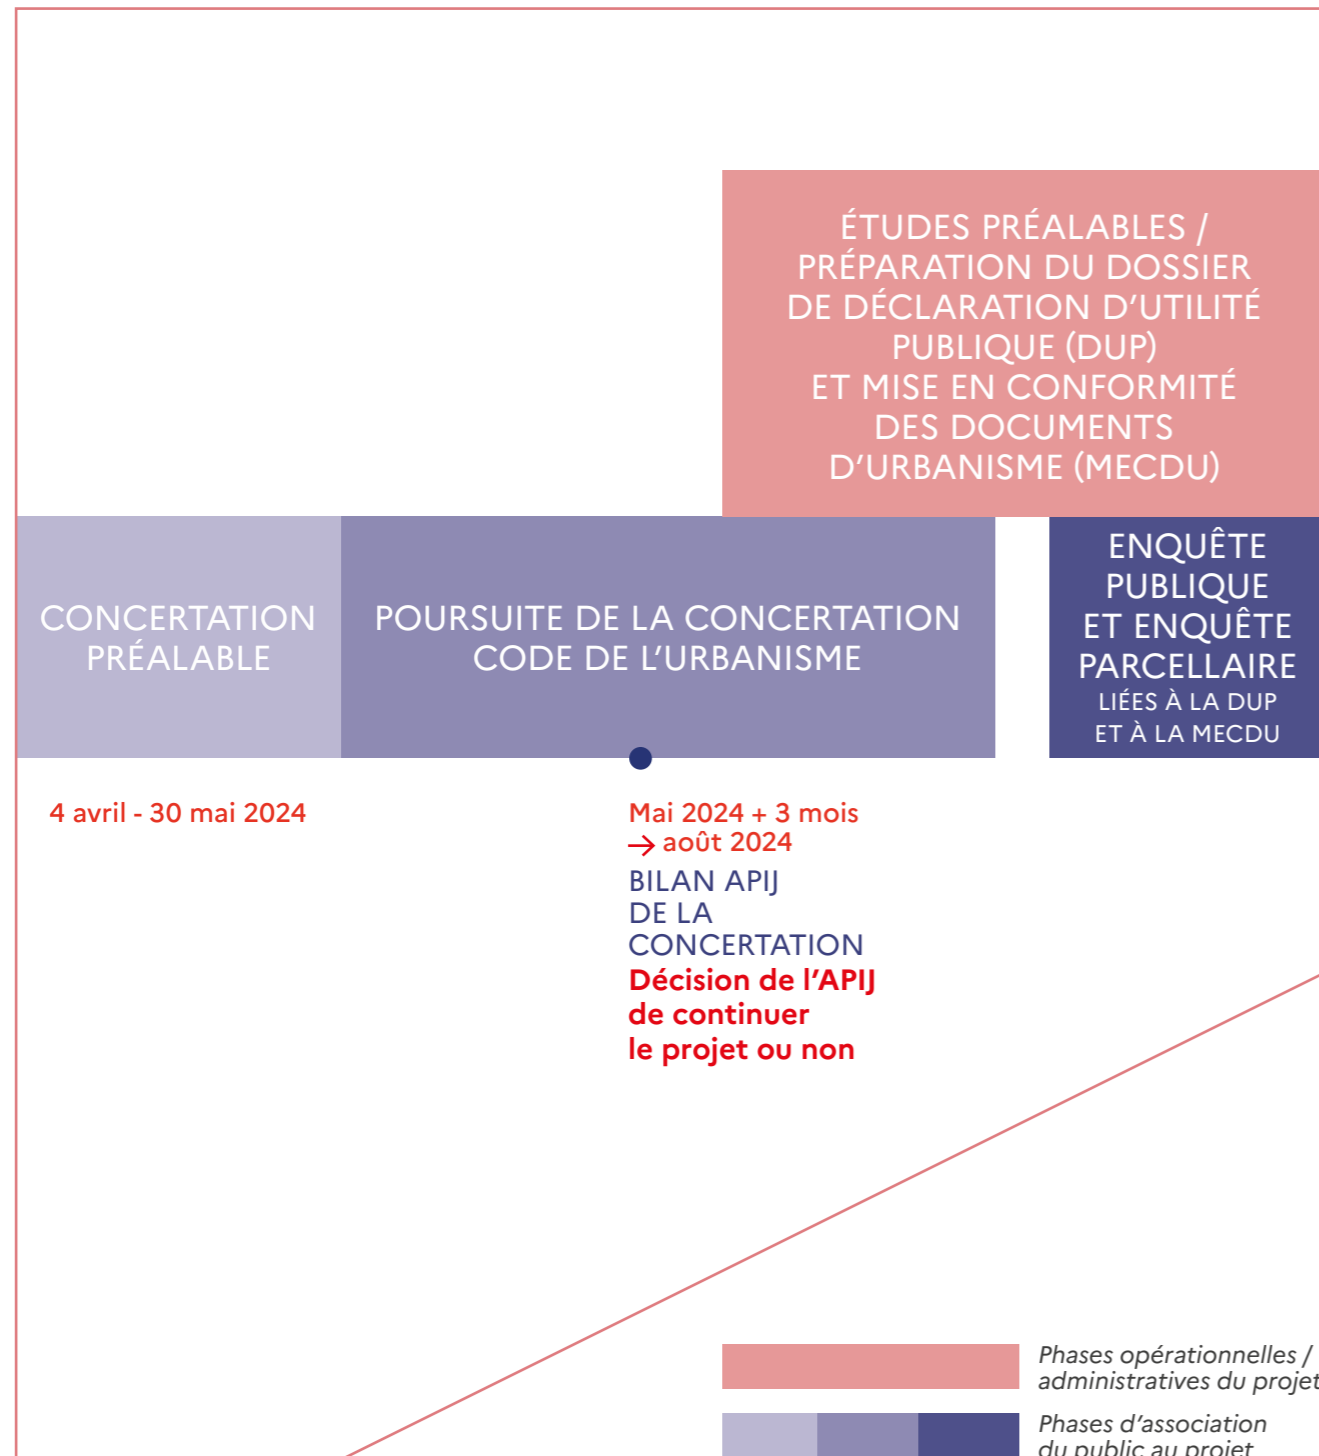 ÉTUDES PRÉALABLES /
PRÉPARATION DU DOSSIER
DE DÉCLARATION D’UTILITÉ
PUBLIQUE (DUP)
ET MISE EN CONFORMITÉ
DES DOCUMENTS
D’URBANISME (MECDU)
CONCERTATION
PRÉALABLE
POURSUITE DE LA CONCERTATION
CODE DE L’URBANISME
ENQUÊTE
PUBLIQUE
ET ENQUÊTE
PARCELLAIRE
LIÉES À LA DUP
ET À LA MECDU
4 avril - 30 mai 2024
Mai 2024 + 3 mois
→ août 2024
BILAN APIJ
DE LA
CONCERTATION
Décision de l’APIJ
de continuer
le projet ou non
Phases opérationnelles /
administratives du projet
Phases d’association
du public au projet